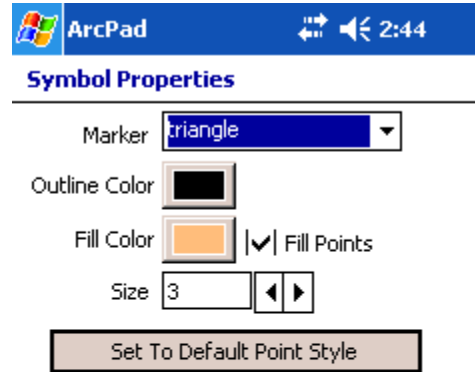 ArcPad 2:44
Symbol Properties
Marker triangle
Outline Color
Fill Color Fill Points
Size 3
Set To Default Point Style